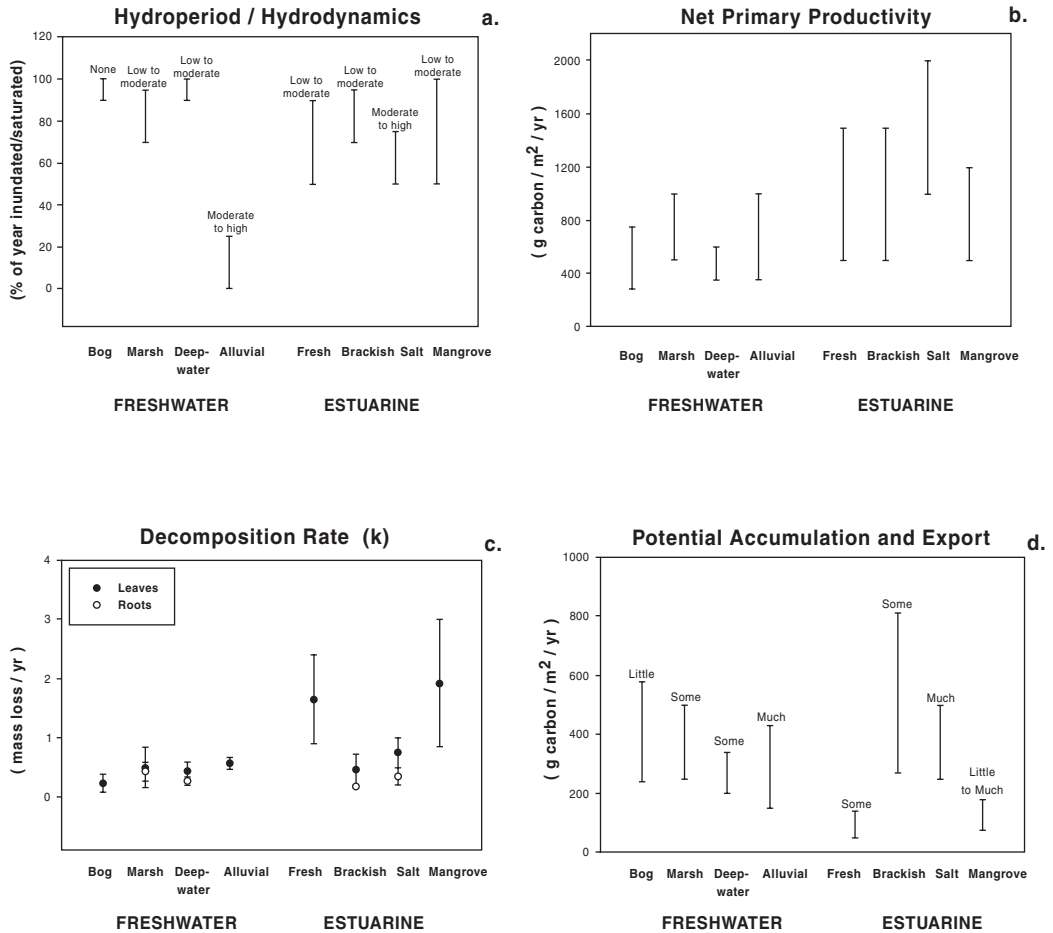 Hydroperiod / Hydrodynamics
a.
(% of year inundated/saturated)
120
100
80
60
40
20
0
None
Low to
moderate
Low to
moderate
Moderate
to high
Low to
moderate
Low to
moderate
Moderate
to high
Low to
moderate
Bog Marsh Deep- Alluvial Fresh Brackish Salt Mangrove
water
FRESHWATER ESTUARINE
Net Primary Productivity
b.
( g carbon / m2 / yr )
2000
1600
1200
800
400
0
Bog Marsh Deep- Alluvial Fresh Brackish Salt Mangrove
water
FRESHWATER ESTUARINE
Decomposition Rate (k)
c.
( mass loss / yr )
4
3
2
1
0
Leaves
Roots
Bog Marsh Deep- Alluvial Fresh Brackish Salt Mangrove
water
FRESHWATER ESTUARINE
Potential Accumulation and Export
d.
( g carbon / m2 / yr )
1000
800
600
400
200
0
Little
Some
Some
Much
Some
Some
Much
Little
to Much
Bog Marsh Deep- Alluvial Fresh Brackish Salt Mangrove
water
FRESHWATER ESTUARINE